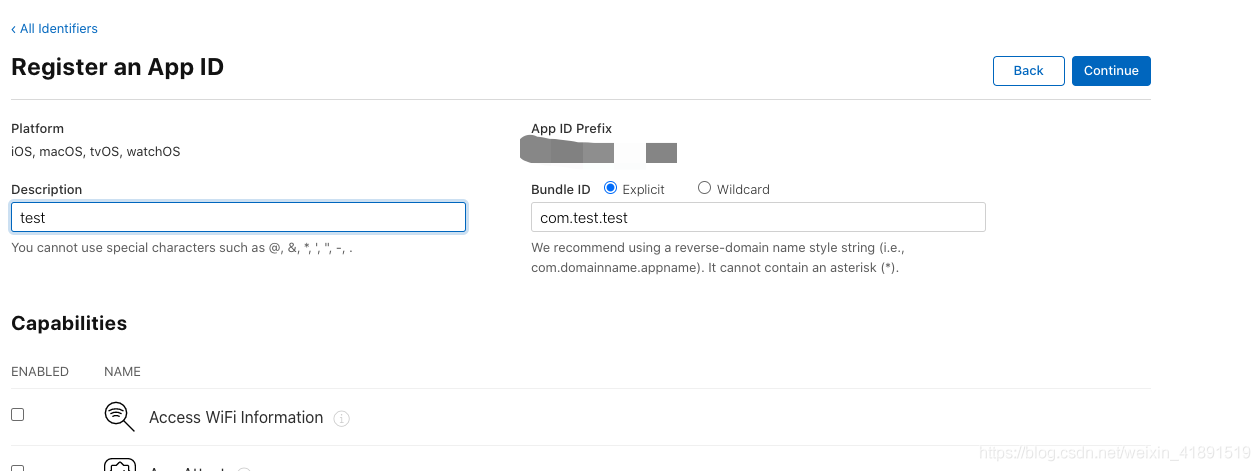 ‹ All Identifiers
Register an App ID
Back
Continue
Platform
App ID Prefix
iOS, macOS, tvOS, watchOS
Description
Bundle ID Explicit Wildcard
test
com.test.test
You cannot use special characters such as @, &, *, ', ", -, .
We recommend using a reverse-domain name style string (i.e.,
com.domainname.appname). It cannot contain an asterisk (*).
Capabilities
ENABLED NAME
Access WiFi Information
https://blog.csdn.net/weixin_41891519